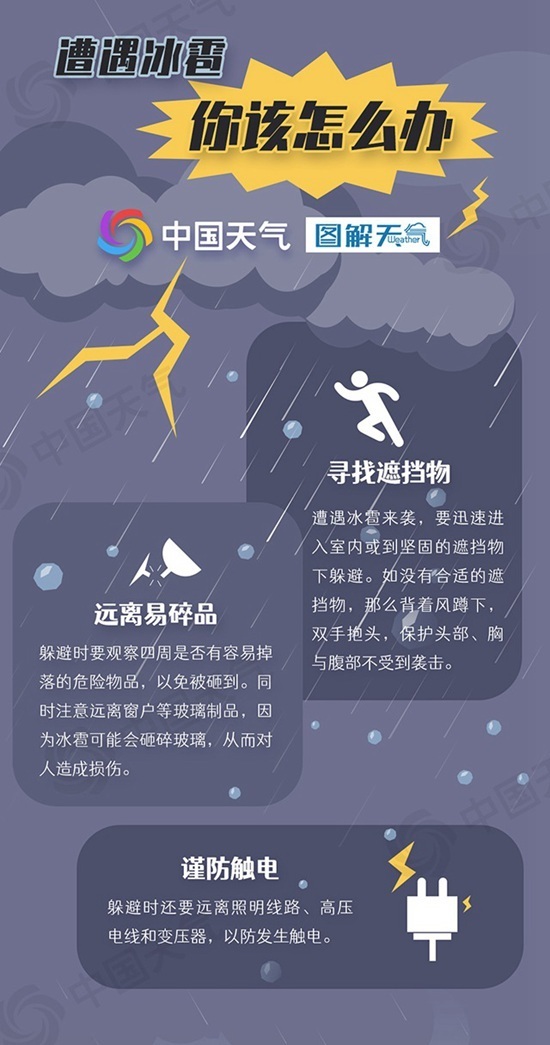 遭遇冰雹
你该怎么办
中国天气 图解天气
Weather
寻找遮挡物
遭遇冰雹来袭，要迅速进
入室内或到坚固的遮挡物
下躲避。如没有合适的遮
挡物，那么背着风蹲下，
双手抱头，保护头部、胸
与腹部不受到袭击。
远离易碎品
躲避时要观察四周是否有容易掉
落的危险物品，以免被砸到。同
时注意远离窗户等玻璃制品，因
为冰雹可能会砸碎玻璃，从而对
人造成损伤。
谨防触电
躲避时还要远离照明线路、高压
电线和变压器，以防发生触电。
中国天气
中国天气
中国天气